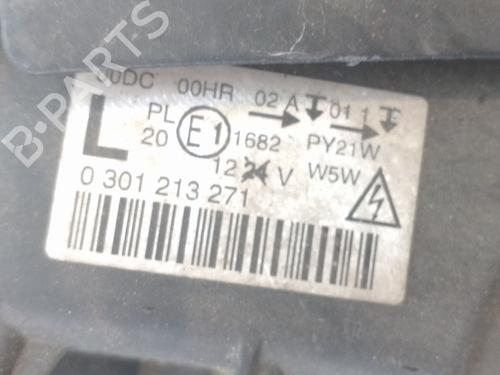 B-PARTS
00DC 00HR 02 A 01 1
L PL E1 1682 PY21W
20 12 24 V W5W
0 301 213 271